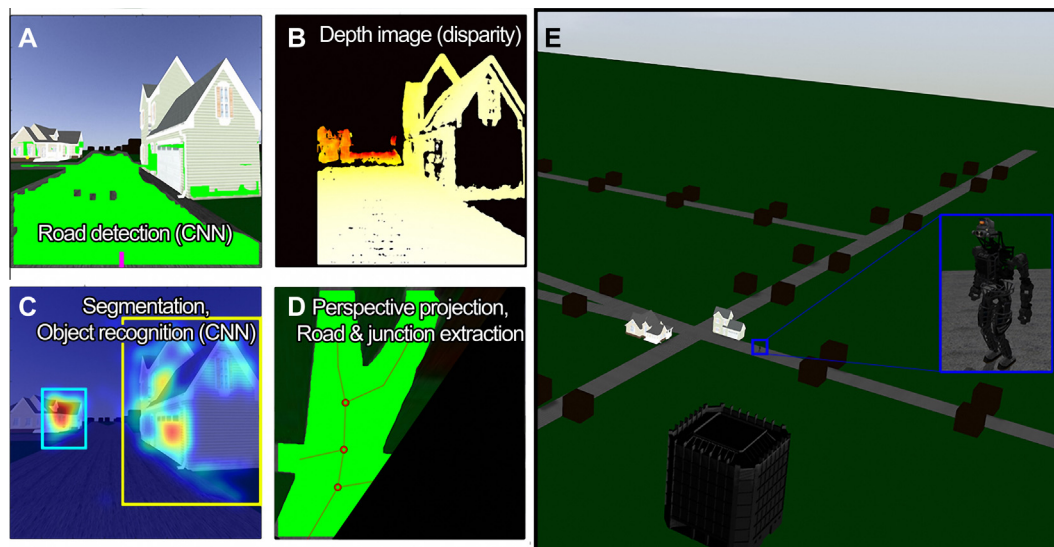 A
Road detection (CNN)
B
Depth image (disparity)
C
Segmentation,
Object recognition (CNN)
D
Perspective projection,
Road & junction extraction
E